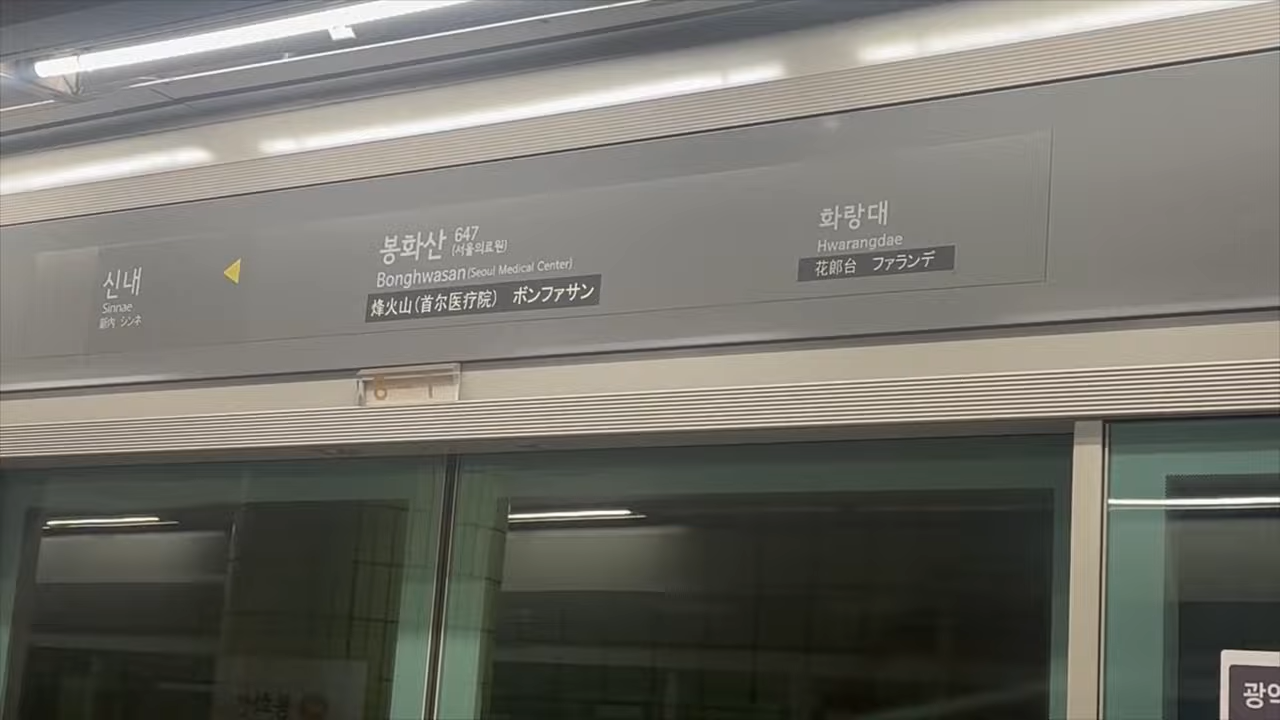 신내
Sinnae
新内 シンネ
봉화산 647
(서울의료원)
Bonghwasan(Seoul Medical Center)
烽火山(首尔医疗院) ボンファサン
화랑대
Hwarangdae
花郎台 ファランデ
광역